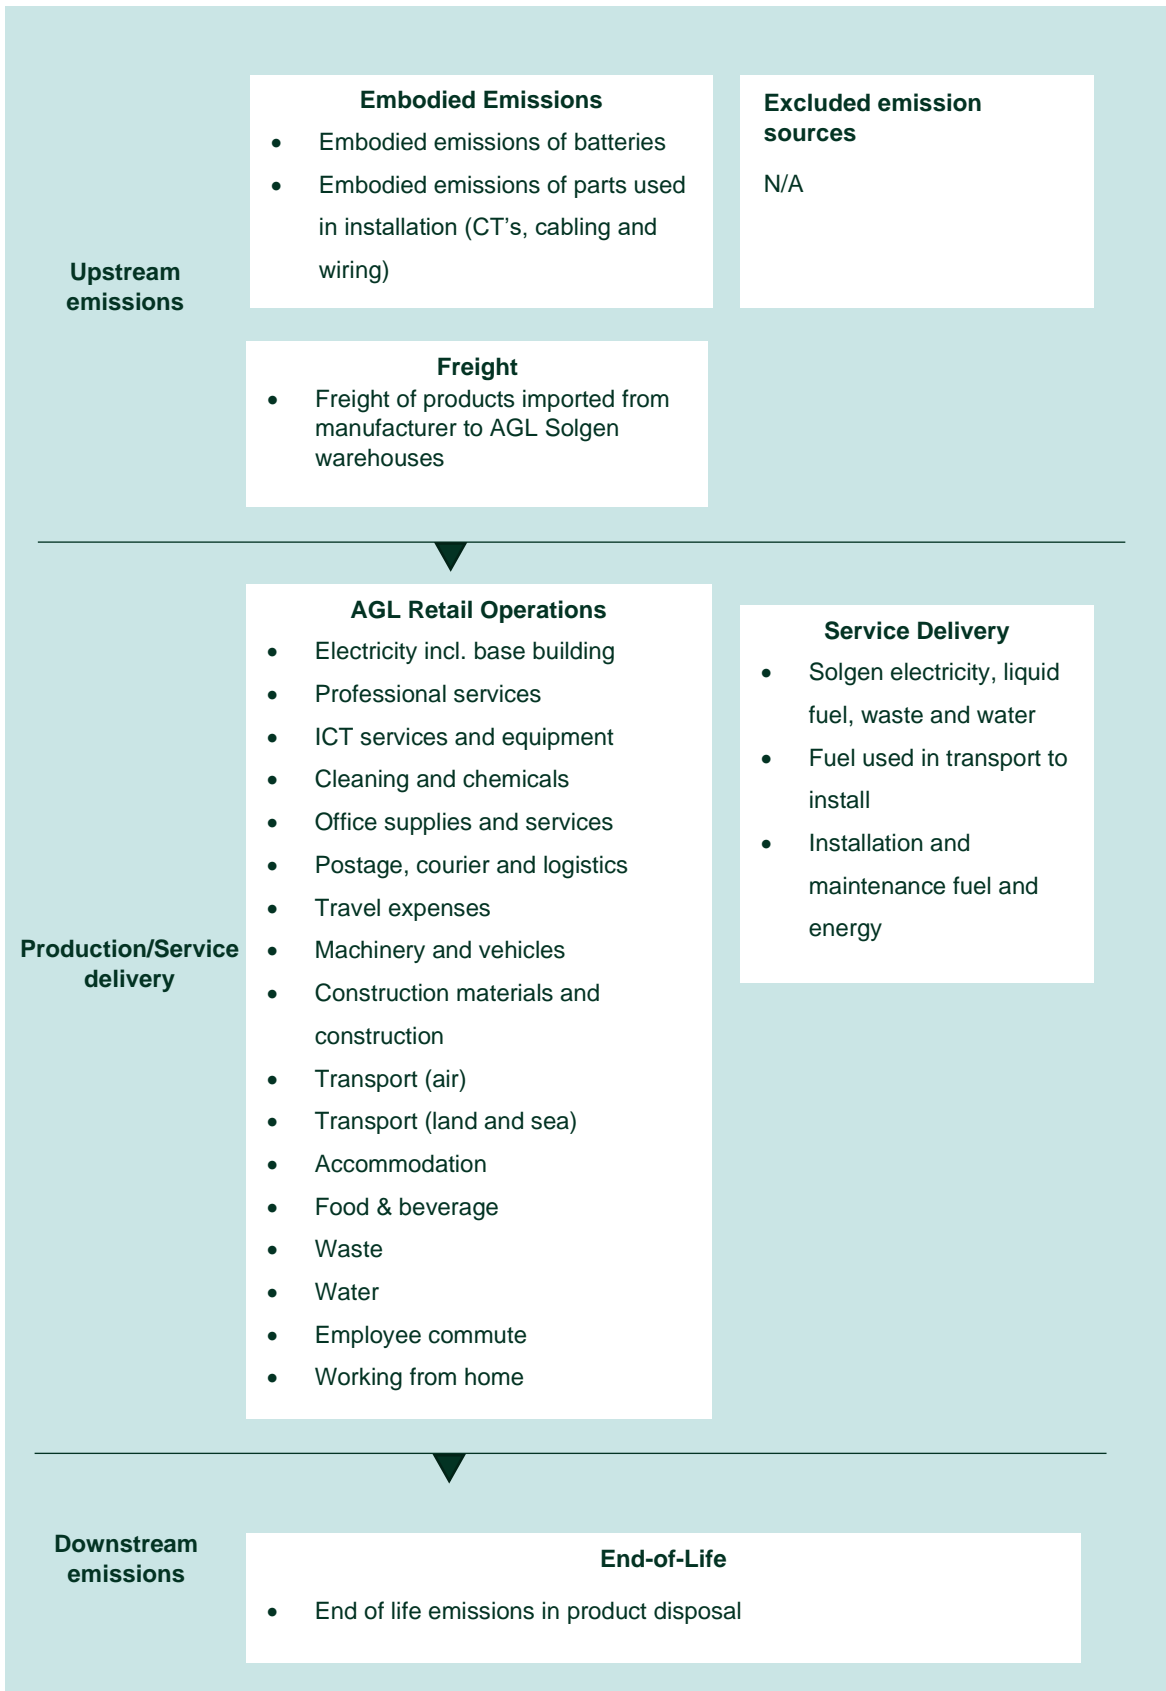 Upstream
emissions
Embodied Emissions
• Embodied emissions of batteries
• Embodied emissions of parts used
in installation (CT's, cabling and
wiring)
Excluded emission
sources
N/A
Freight
• Freight of products imported from
manufacturer to AGL Solgen
warehouses
Production/Service
delivery
AGL Retail Operations
• Electricity incl. base building
• Professional services
• ICT services and equipment
• Cleaning and chemicals
• Office supplies and services
• Postage, courier and logistics
• Travel expenses
• Machinery and vehicles
• Construction materials and
construction
• Transport (air)
• Transport (land and sea)
• Accommodation
• Food & beverage
• Waste
• Water
• Employee commute
• Working from home
Service Delivery
• Solgen electricity, liquid
fuel, waste and water
• Fuel used in transport to
install
• Installation and
maintenance fuel and
energy
Downstream
emissions
End-of-Life
• End of life emissions in product disposal